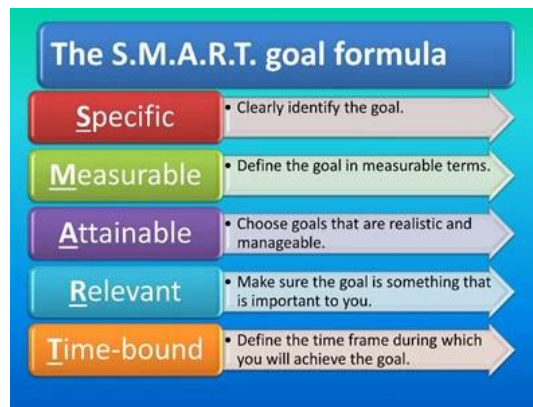 The S.M.A.R.T. goal formula
Specific
• Clearly identify the goal.
Measurable
• Define the goal in measurable terms.
Attainable
• Choose goals that are realistic and
manageable.
Relevant
• Make sure the goal is something that
is important to you.
Time-bound
• Define the time frame during which
you will achieve the goal.